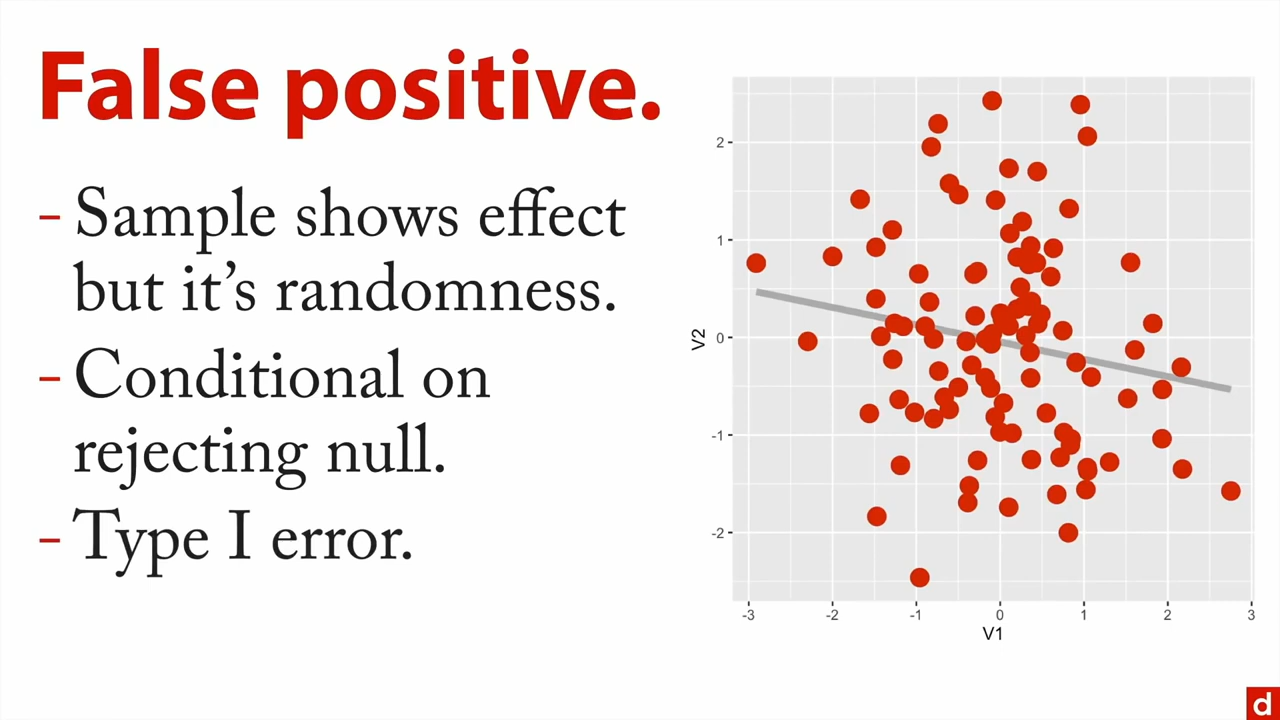 False positive.
– Sample shows effect
but it's randomness.
– Conditional on
rejecting null.
– Type I error.
2
1
0
-1
-2
V2
-3
-2
-1
0
1
2
3
V1
d